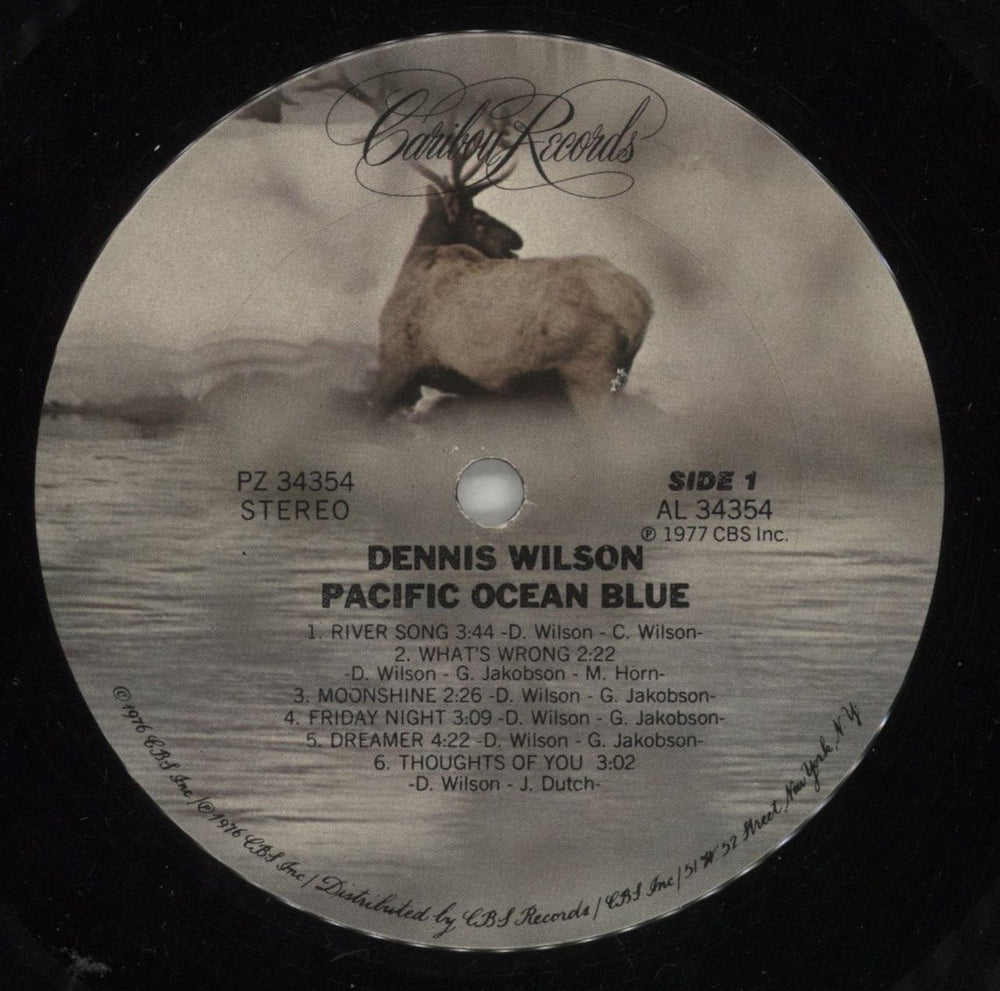 Caribou Records
PZ 34354
STEREO
SIDE 1
AL 34354
℗ 1977 CBS Inc.
DENNIS WILSON
PACIFIC OCEAN BLUE
1. RIVER SONG 3:44 -D. Wilson - C. Wilson-
2. WHAT'S WRONG 2:22
-D. Wilson - G. Jakobson - M. Horn-
3. MOONSHINE 2:26 -D. Wilson - G. Jakobson-
4. FRIDAY NIGHT 3:09 -D. Wilson - G. Jakobson-
5. DREAMER 4:22 -D. Wilson - G. Jakobson-
6. THOUGHTS OF YOU 3:02
-D. Wilson - J. Dutch-
©1976 CBS Inc/℗1976 CBS Inc/Distributed by CBS Records/CBS Inc/51 W 52 Street, New York, N Y